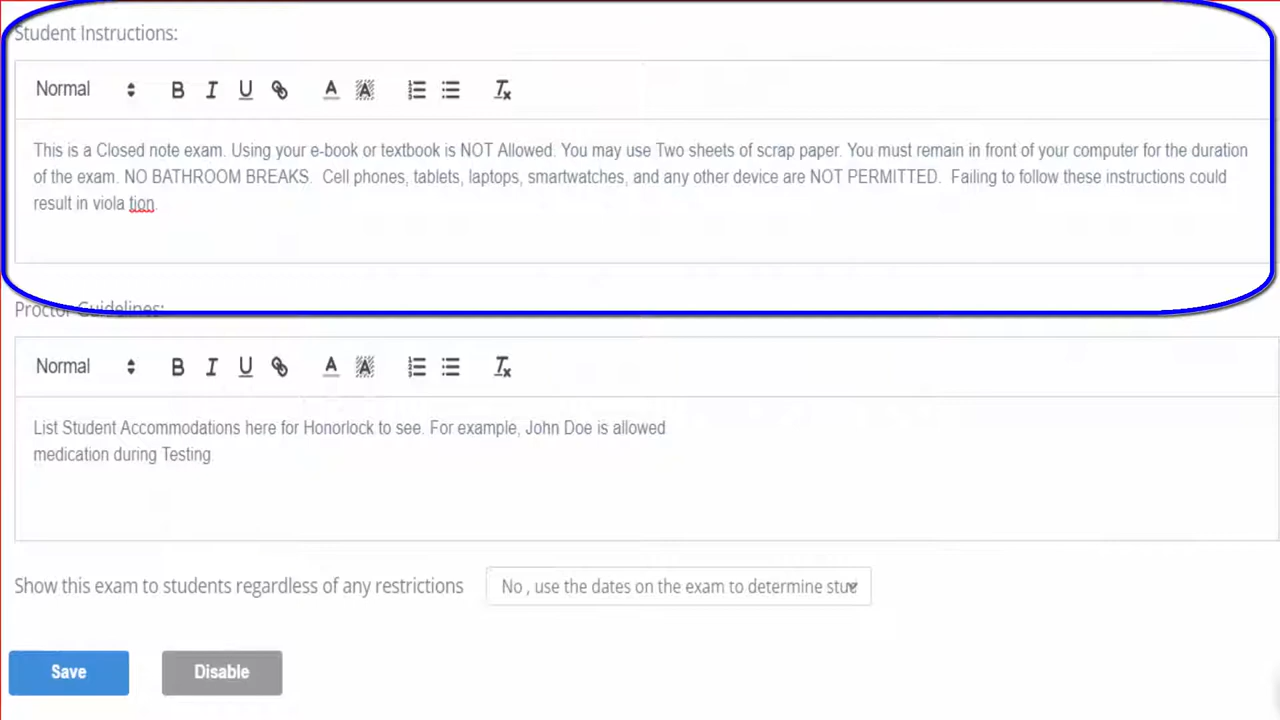 Student Instructions:
Normal B I U A A Tx
This is a Closed note exam. Using your e-book or textbook is NOT Allowed. You may use Two sheets of scrap paper. You must remain in front of your computer for the duration
of the exam. NO BATHROOM BREAKS. Cell phones, tablets, laptops, smartwatches, and any other device are NOT PERMITTED. Failing to follow these instructions could
result in viola tion.
Proctor Guidelines:
Normal B I U A A Tx
List Student Accommodations here for Honorlock to see. For example, John Doe is allowed
medication during Testing
Show this exam to students regardless of any restrictions No , use the dates on the exam to determine stu
Save Disable